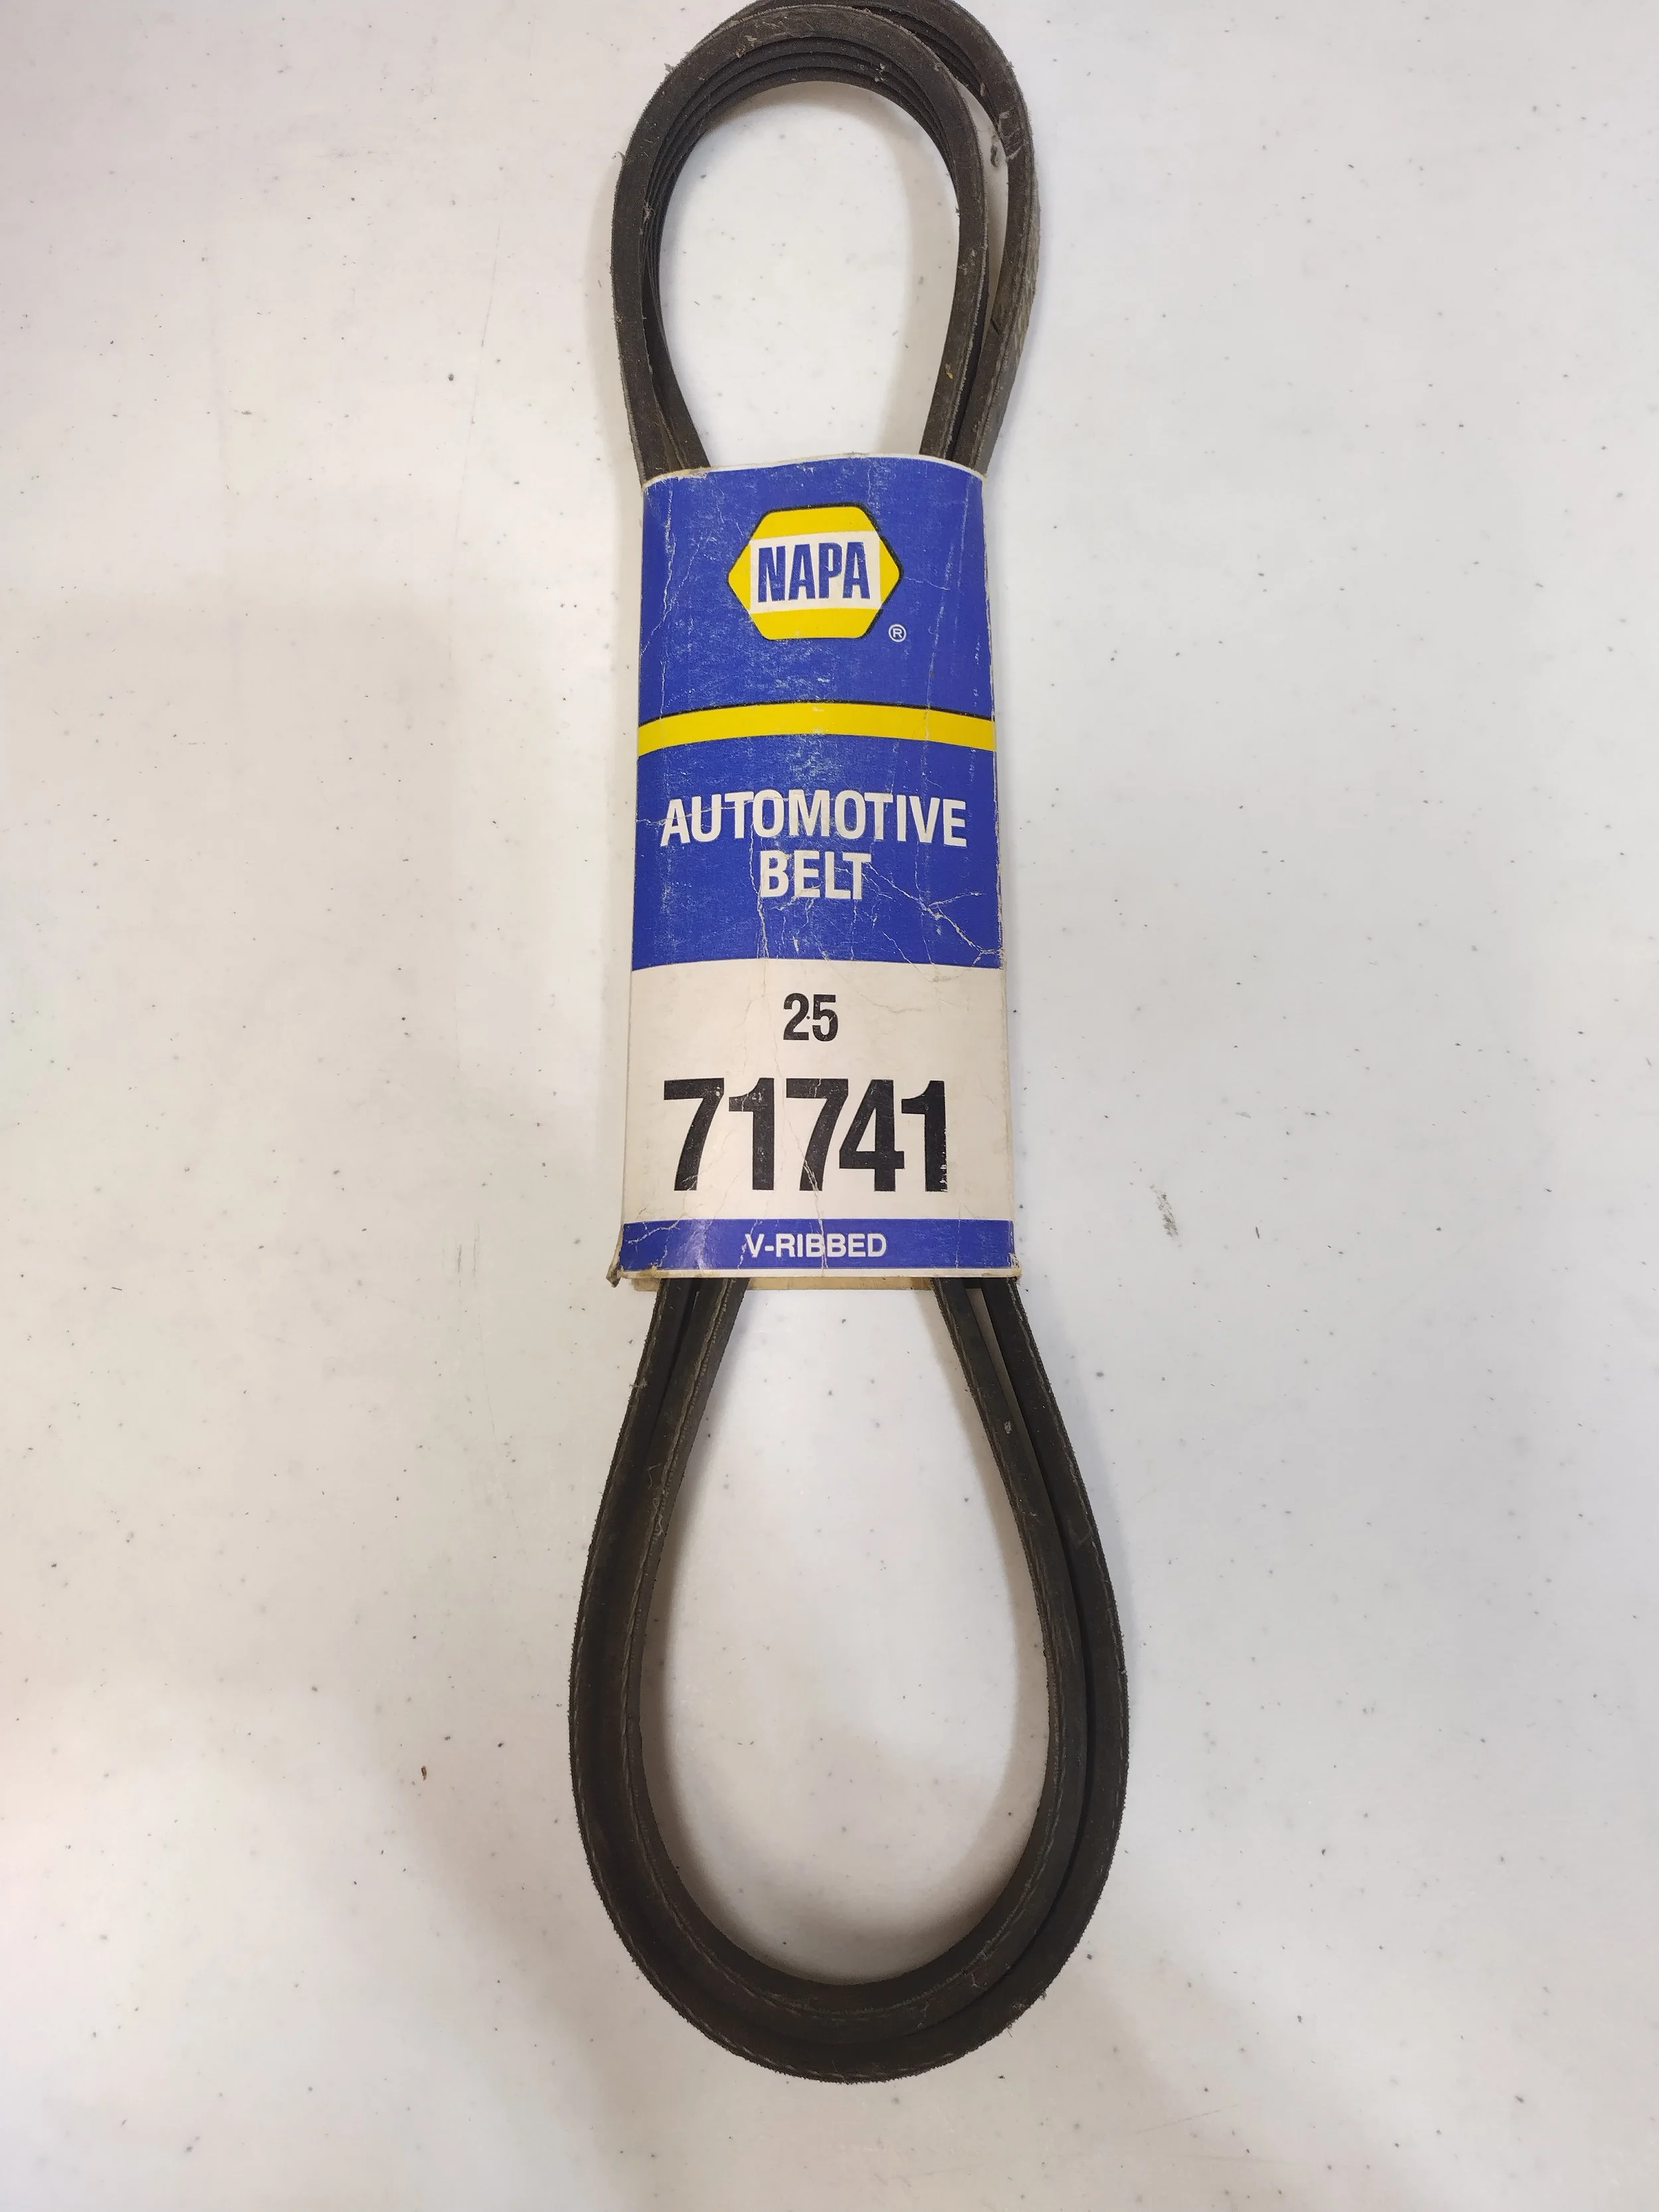 NAPA
®
AUTOMOTIVE
BELT
25
71741
V-RIBBED